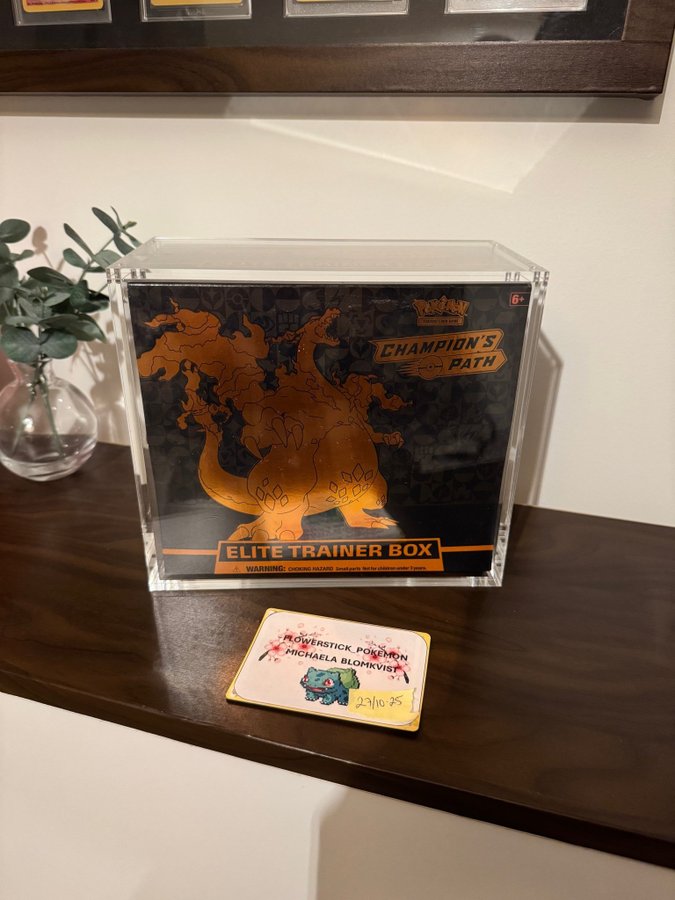 Pokémon
6+
CHAMPION'S
PATH
ELITE TRAINER BOX
WARNING: CHOKING HAZARD Small parts Not for children under 3 years.
FLOWERSTICK_POKEMON
MICHAELA BLOMKVIST
27/10-25